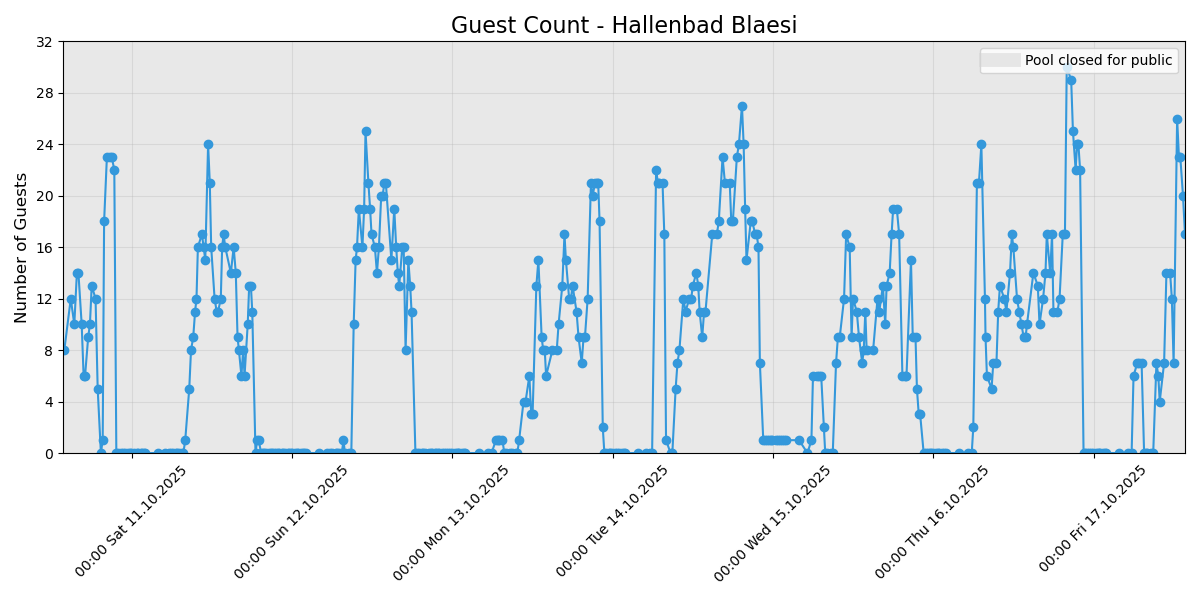 Guest Count - Hallenbad Blaesi
Pool closed for public
Number of Guests
32
28
24
20
16
12
8
4
0
00:00 Sat 11.10.2025
00:00 Sun 12.10.2025
00:00 Mon 13.10.2025
00:00 Tue 14.10.2025
00:00 Wed 15.10.2025
00:00 Thu 16.10.2025
00:00 Fri 17.10.2025